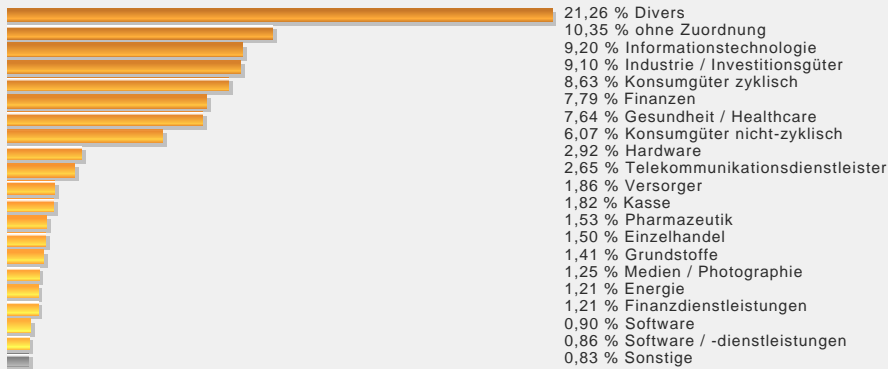 21,26 % Divers
10,35 % ohne Zuordnung
9,20 % Informationstechnologie
9,10 % Industrie / Investitionsgüter
8,63 % Konsumgüter zyklisch
7,79 % Finanzen
7,64 % Gesundheit / Healthcare
6,07 % Konsumgüter nicht-zyklisch
2,92 % Hardware
2,65 % Telekommunikationsdienstleister
1,86 % Versorger
1,82 % Kasse
1,53 % Pharmazeutik
1,50 % Einzelhandel
1,41 % Grundstoffe
1,25 % Medien / Photographie
1,21 % Energie
1,21 % Finanzdienstleistungen
0,90 % Software
0,86 % Software / -dienstleistungen
0,83 % Sonstige